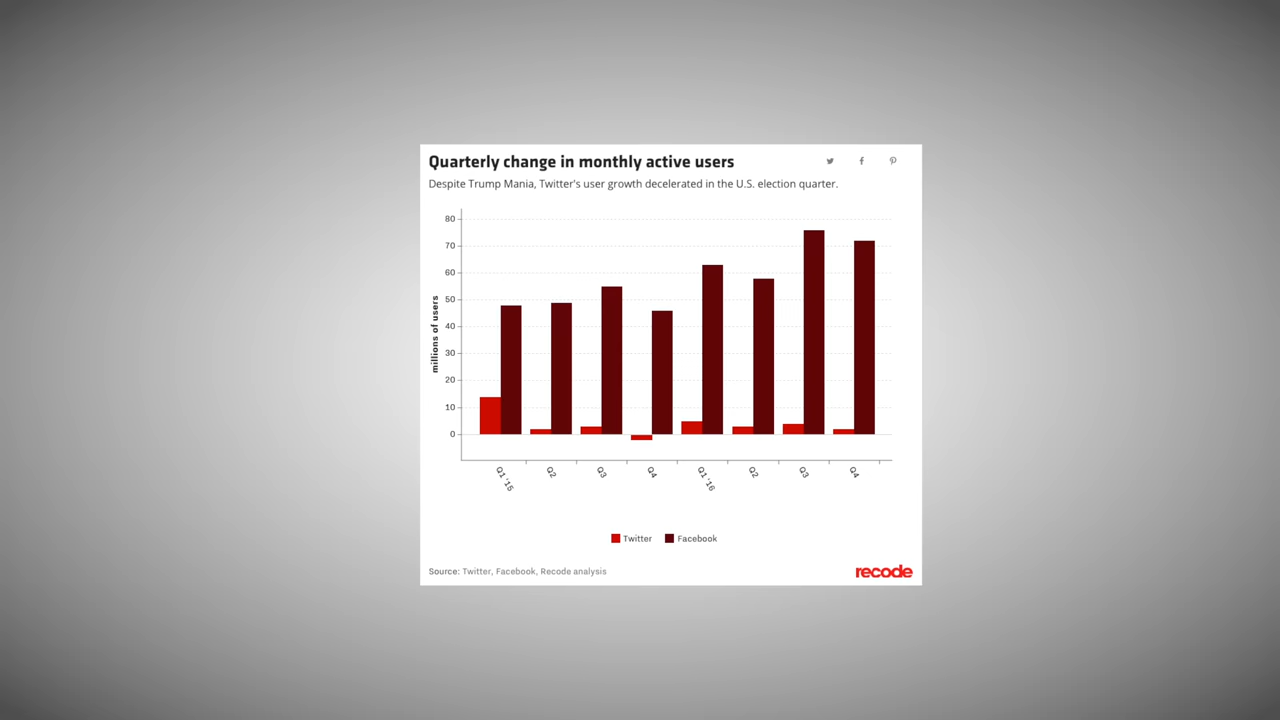 Quarterly change in monthly active users
Despite Trump Mania, Twitter's user growth decelerated in the U.S. election quarter.
millions of users
80
70
60
50
40
30
20
10
0
Q1 '15
Q2
Q3
Q4
Q1 '16
Q2
Q3
Q4
Twitter
Facebook
Source: Twitter, Facebook, Recode analysis
recode